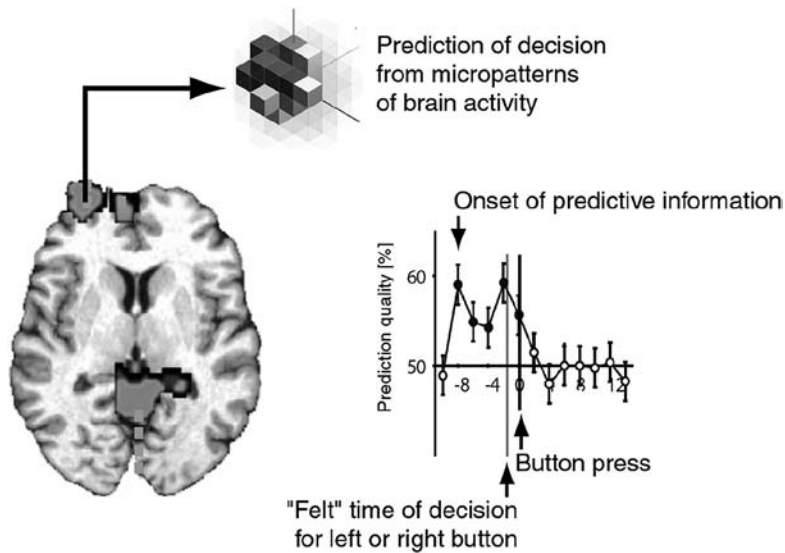 Prediction of decision
from micropatterns
of brain activity
Onset of predictive information
Prediction quality [%]
60
50
-8 -4 0 8 12
Button press
"Felt" time of decision
for left or right button